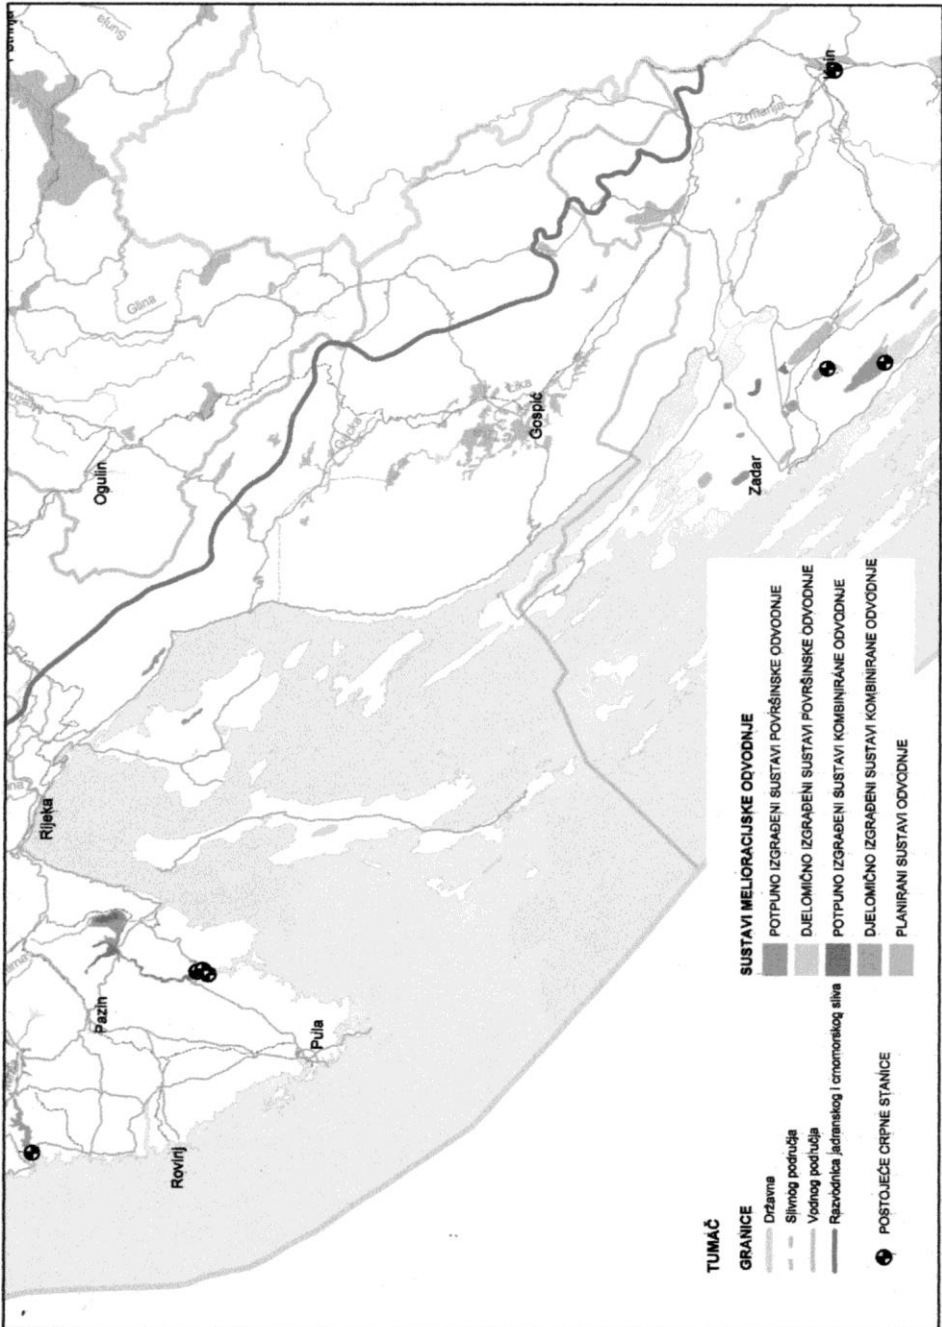 Sunja
Glina
Ogulin
Rijeka
Pazin
Rovinj
Pula
Gacka
Lika
Gospić
Zrmanja
Zadar
TUMAČ
GRANICE
Državna
Slivnog područja
Vodnog područja
Razvodnica jadranskog i crnomorskog sliva
POSTOJEĆE CRPNE STANICE
SUSTAVI MELIORACIJSKE ODVODNJE
POTPUNO IZGRAĐENI SUSTAVI POVRŠINSKE ODVODNJE
DJELOMIČNO IZGRAĐENI SUSTAVI POVRŠINSKE ODVODNJE
POTPUNO IZGRAĐENI SUSTAVI KOMBINIRANE ODVODNJE
DJELOMIČNO IZGRAĐENI SUSTAVI KOMBINIRANE ODVODNJE
PLANIRANI SUSTAVI ODVODNJE